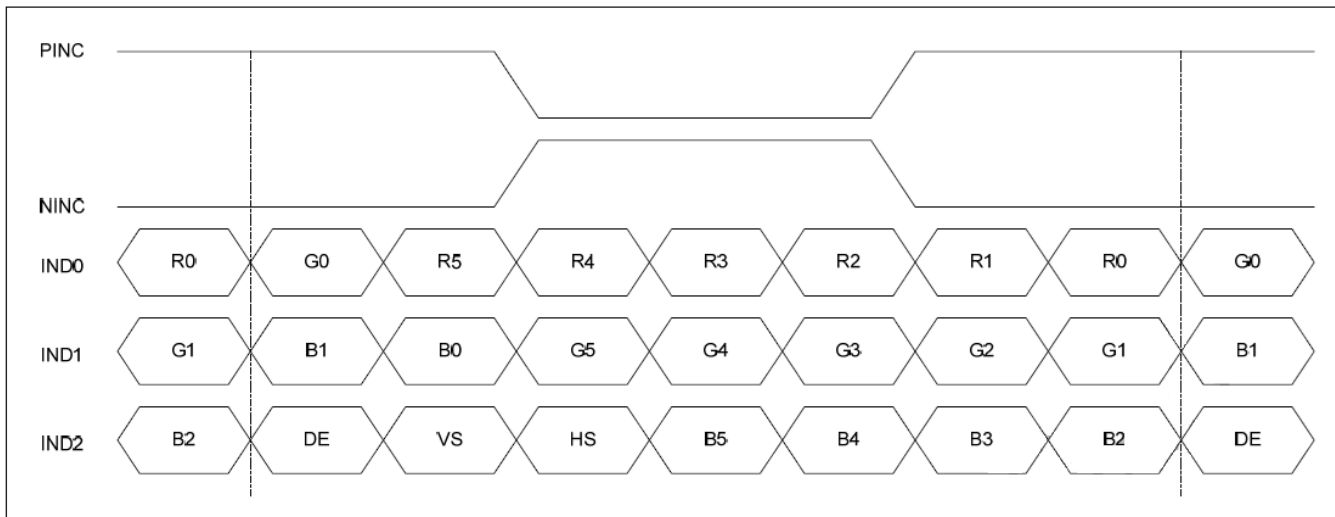 PINC
NINC
IND0 R0 G0 R5 R4 R3 R2 R1 R0 G0
IND1 G1 B1 B0 G5 G4 G3 G2 G1 B1
IND2 B2 DE VS HS B5 B4 B3 B2 DE